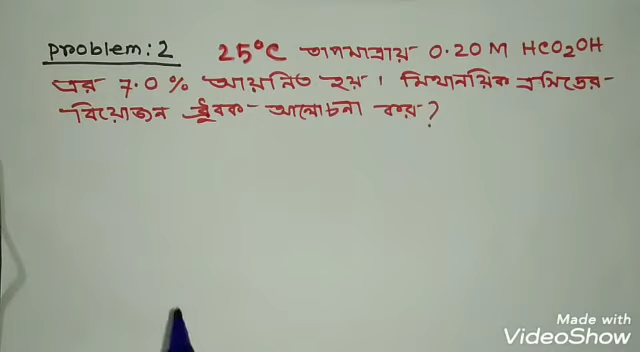 Problem: 2 25°C তাপমাত্রায় 0.20 M HCO₂OH
এর 7.0 % আয়নিত হয়। মিথানয়িক এসিডের
বিয়োজন ধ্রুবক আলোচনা কর?
Made with
VideoShow